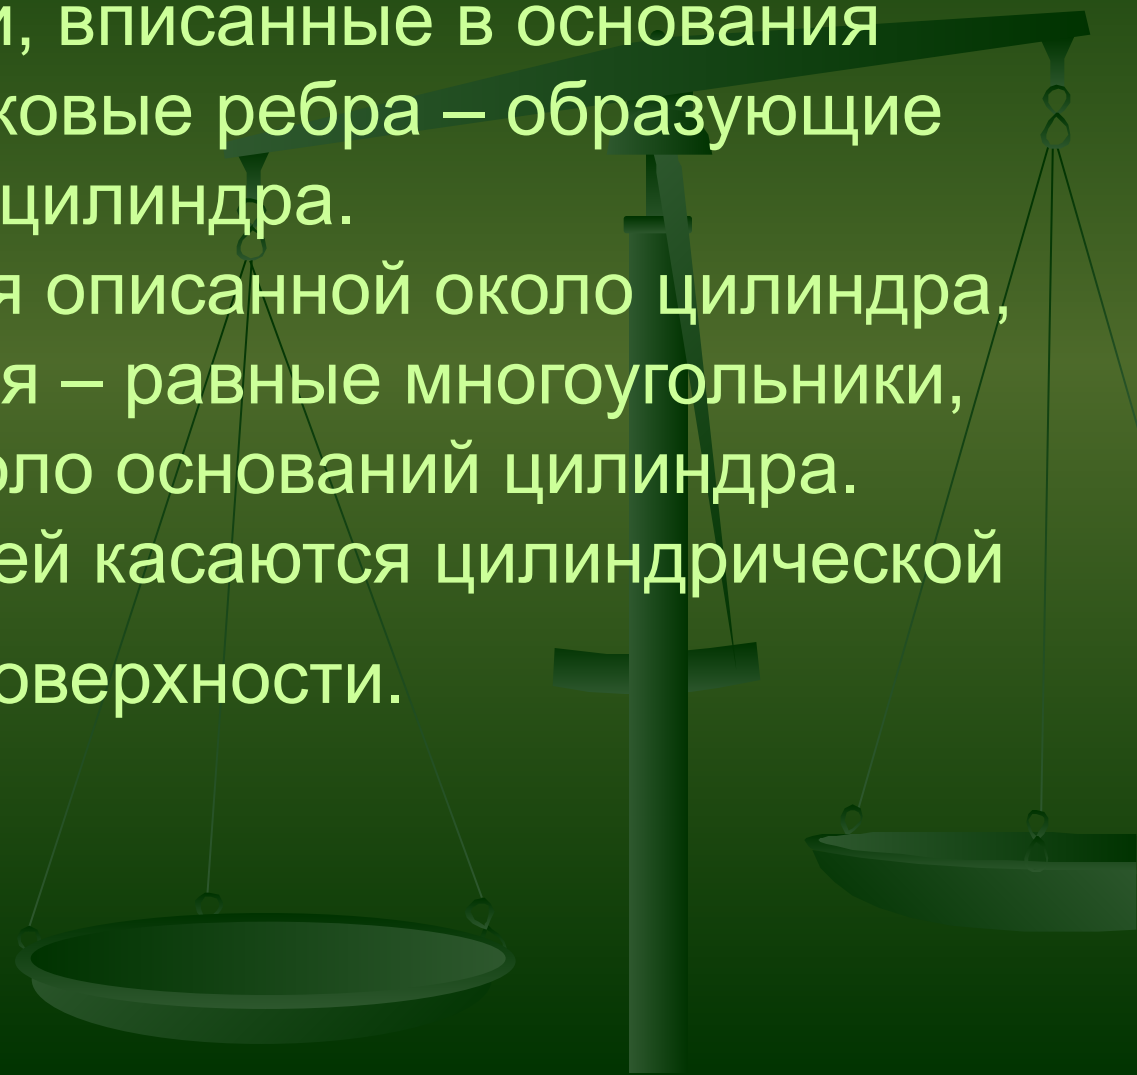 и, вписанные в основания
ковые ребра – образующие
цилиндра.
я описанной около цилиндра,
я – равные многоугольники,
оло оснований цилиндра.
ей касаются цилиндрической
оверхности.